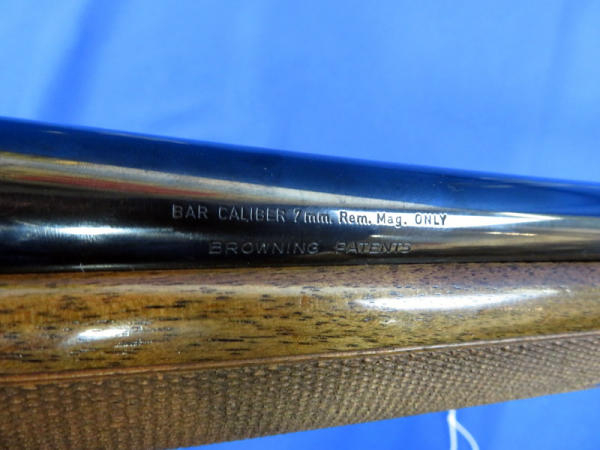 BAR CALIBER 7mm. Rem. Mag. ONLY
BROWNING PATENTS